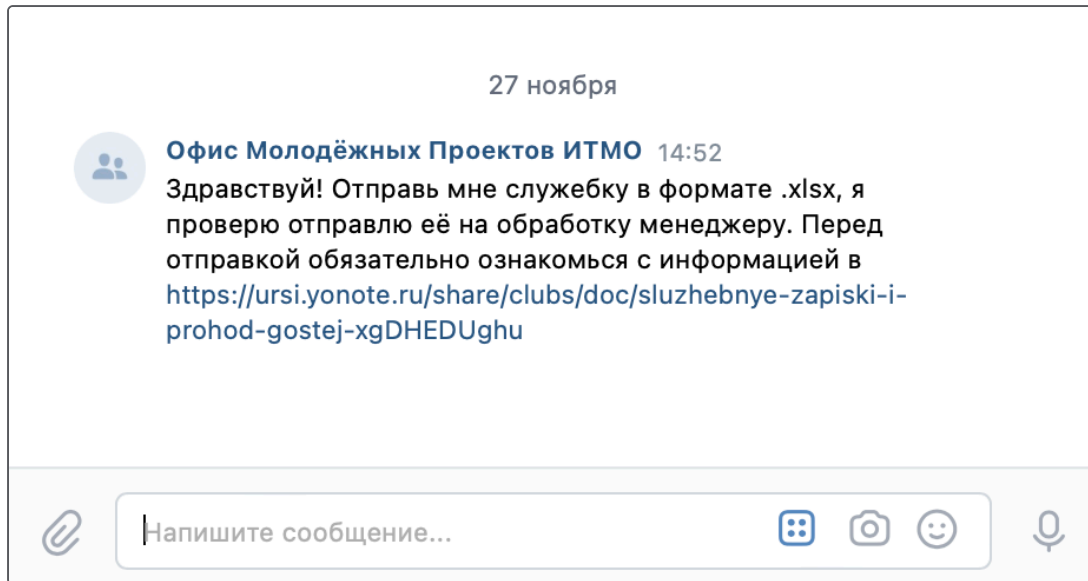 27 ноября
Офис Молодёжных Проектов ИТМО 14:52
Здравствуй! Отправь мне служебку в формате .xlsx, я
проверю отправлю её на обработку менеджеру. Перед
отправкой обязательно ознакомься с информацией в
https://ursi.yonote.ru/share/clubs/doc/sluzhebnye-zapiski-i-
prohod-gostej-xgDHEDUghu
Напишите сообщение...